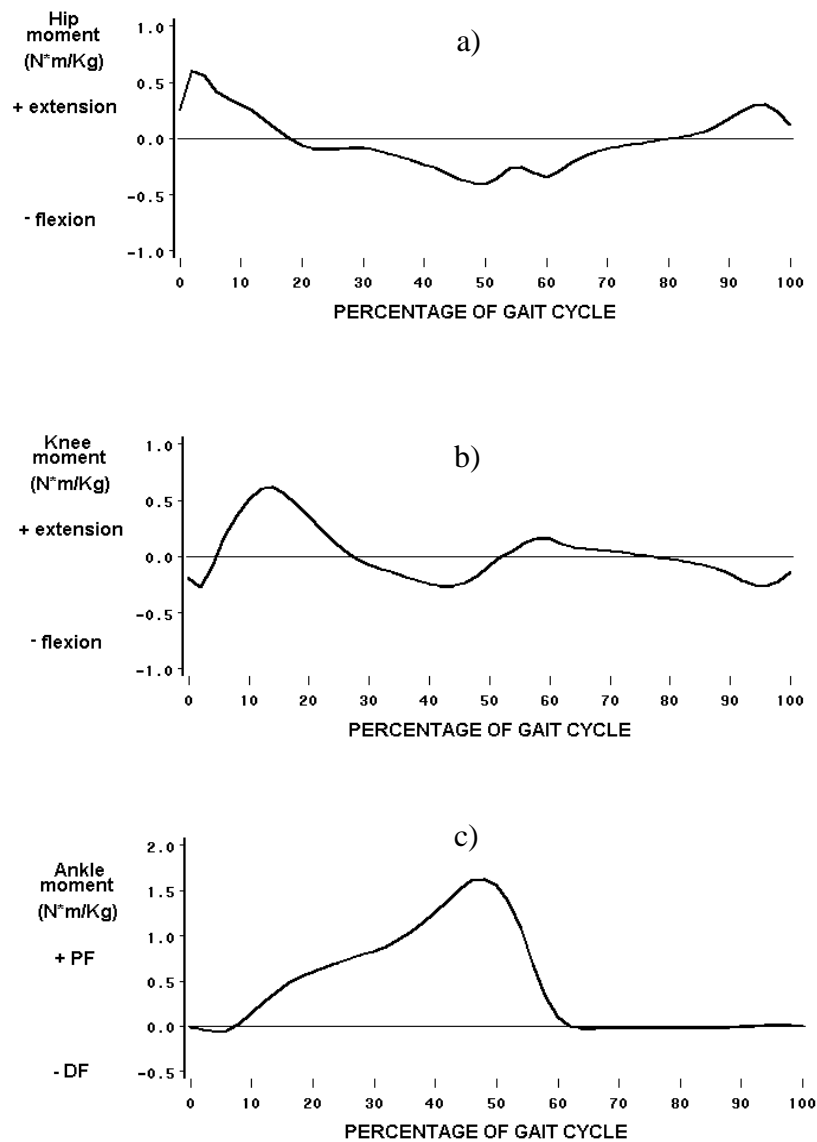 Hip
moment
(N*m/Kg)
+ extension
- flexion
a)
1.0
0.5
0.0
-0.5
-1.0
0 10 20 30 40 50 60 70 80 90 100
PERCENTAGE OF GAIT CYCLE
Knee
moment
(N*m/Kg)
+ extension
- flexion
b)
1.0
0.5
0.0
-0.5
-1.0
0 10 20 30 40 50 60 70 80 90 100
PERCENTAGE OF GAIT CYCLE
Ankle
moment
(N*m/Kg)
+ PF
- DF
c)
2.0
1.5
1.0
0.5
0.0
-0.5
0 10 20 30 40 50 60 70 80 90 100
PERCENTAGE OF GAIT CYCLE